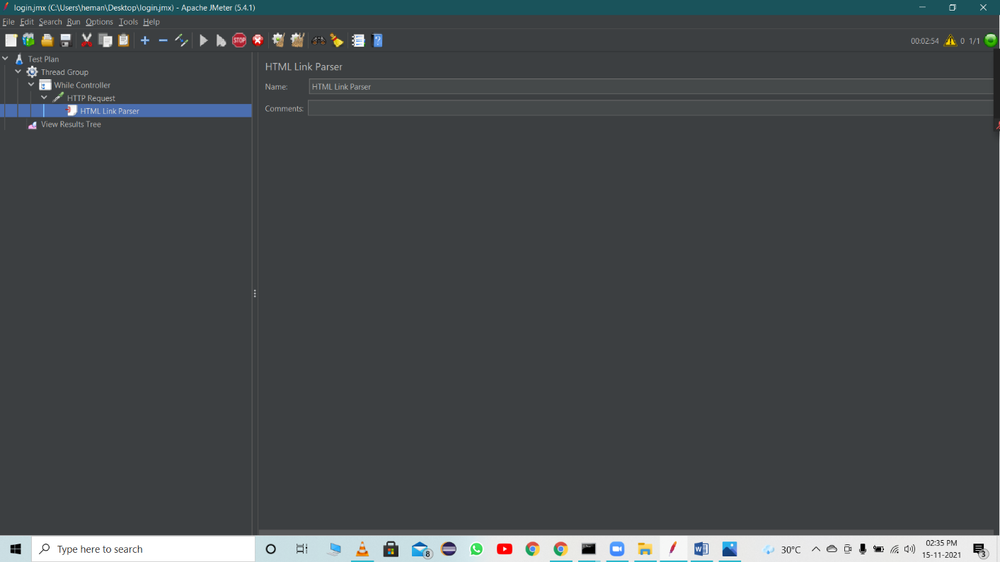 login.jmx (C:\Users\heman\Desktop\login.jmx) - Apache JMeter (5.4.1)
File Edit Search Run Options Tools Help
STOP
00:02:54 0 1/1
Test Plan
Thread Group
While Controller
HTTP Request
HTML Link Parser
View Results Tree
HTML Link Parser
Name: HTML Link Parser
Comments:
Type here to search
8
30°C
02:35 PM
15-11-2021
3